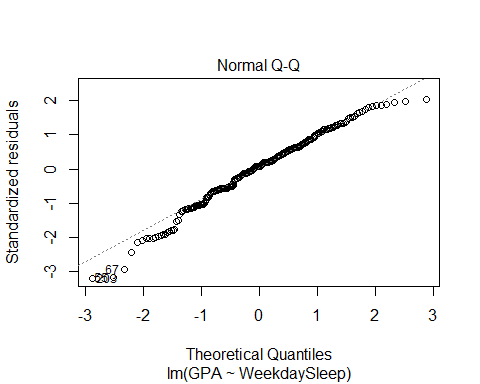 Normal Q-Q
Standardized residuals
2
1
0
-1
-2
-3
67
-3 -2 -1 0 1 2 3
Theoretical Quantiles
lm(GPA ~ WeekdaySleep)